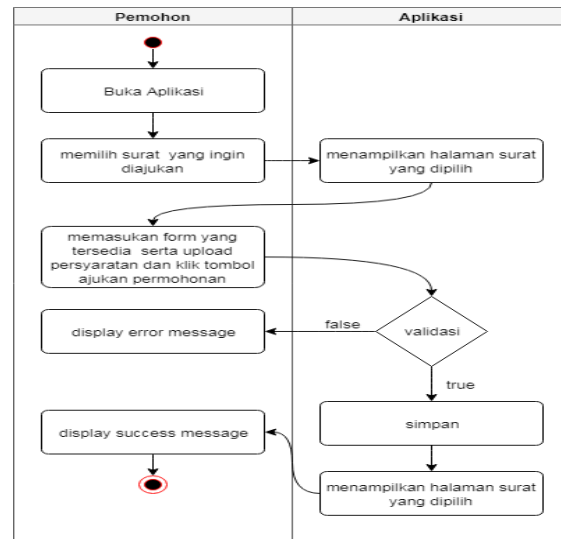 Pemohon
Aplikasi
Buka Aplikasi
memilih surat yang ingin
diajukan
menampilkan halaman surat
yang dipilih
memasukan form yang
tersedia serta upload
persyaratan dan klik tombol
ajukan permohonan
validasi
false
display error message
true
simpan
menampilkan halaman surat
yang dipilih
display success message